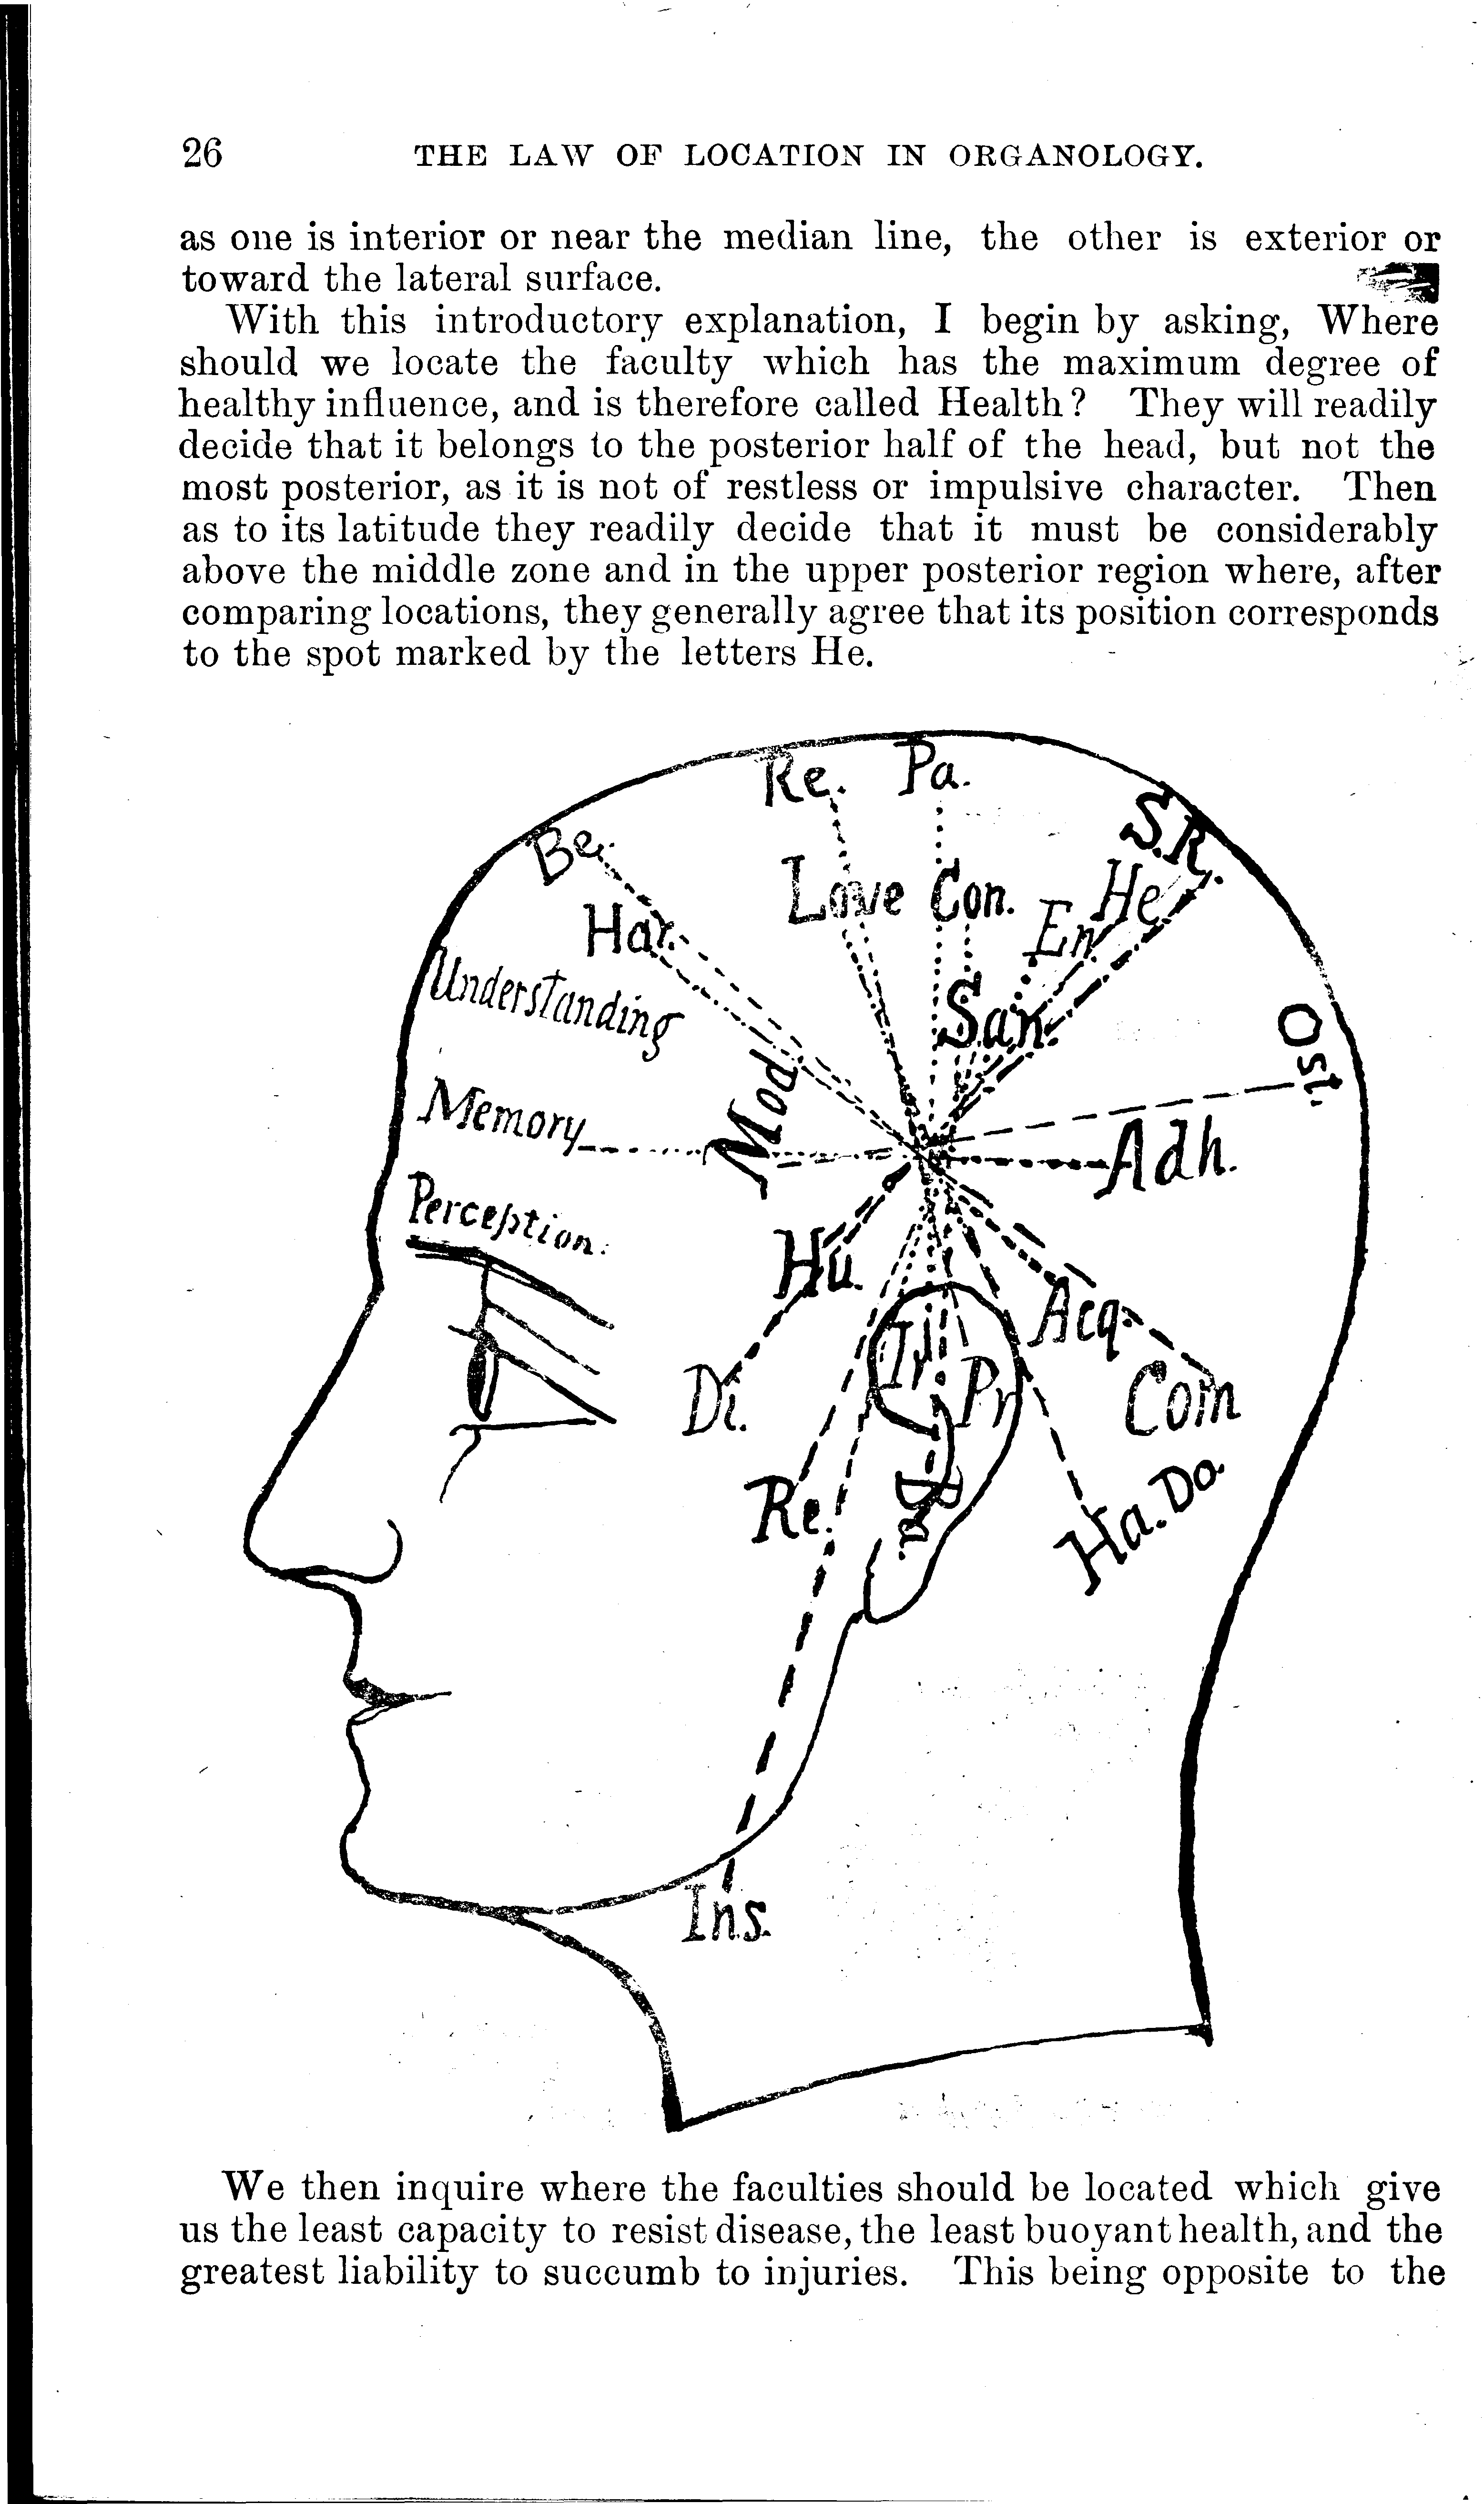 26 THE LAW OF LOCATION IN ORGANOLOGY.
as one is interior or near the median line, the other is exterior or
toward the lateral surface.
With this introductory explanation, I begin by asking, Where
should we locate the faculty which has the maximum degree of
healthy influence, and is therefore called Health? They will readily
decide that it belongs to the posterior half of the head, but not the
most posterior, as it is not of restless or impulsive character. Then
as to its latitude they readily decide that it must be considerably
above the middle zone and in the upper posterior region where, after
comparing locations, they generally agree that its position corresponds
to the spot marked by the letters He.
Re. Pa.
S.R.
Be.
Love Con.
He
En
Har.
Understanding
San.
Ost.
Mod
Memory
Adh.
Perception.
Hu.
Acq.
Ir.
Di.
Pr
Com
Re.
Ha. Da
Ins.
We then inquire where the faculties should be located which give
us the least capacity to resist disease, the least buoyant health, and the
greatest liability to succumb to injuries. This being opposite to the